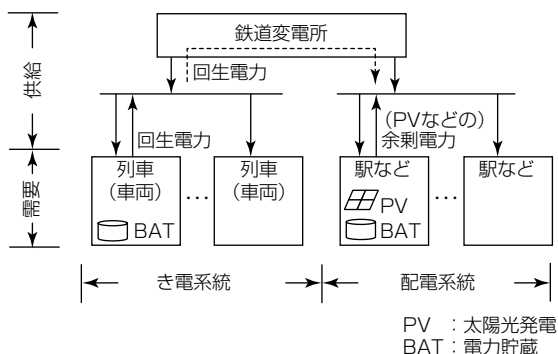 鉄道変電所
供給
回生電力
回生電力
(PVなどの)
余剰電力
需要
列車
(車両)
BAT
…
列車
(車両)
駅など
PV
BAT
…
駅など
き電系統
配電系統
PV :太陽光発電
BAT:電力貯蔵